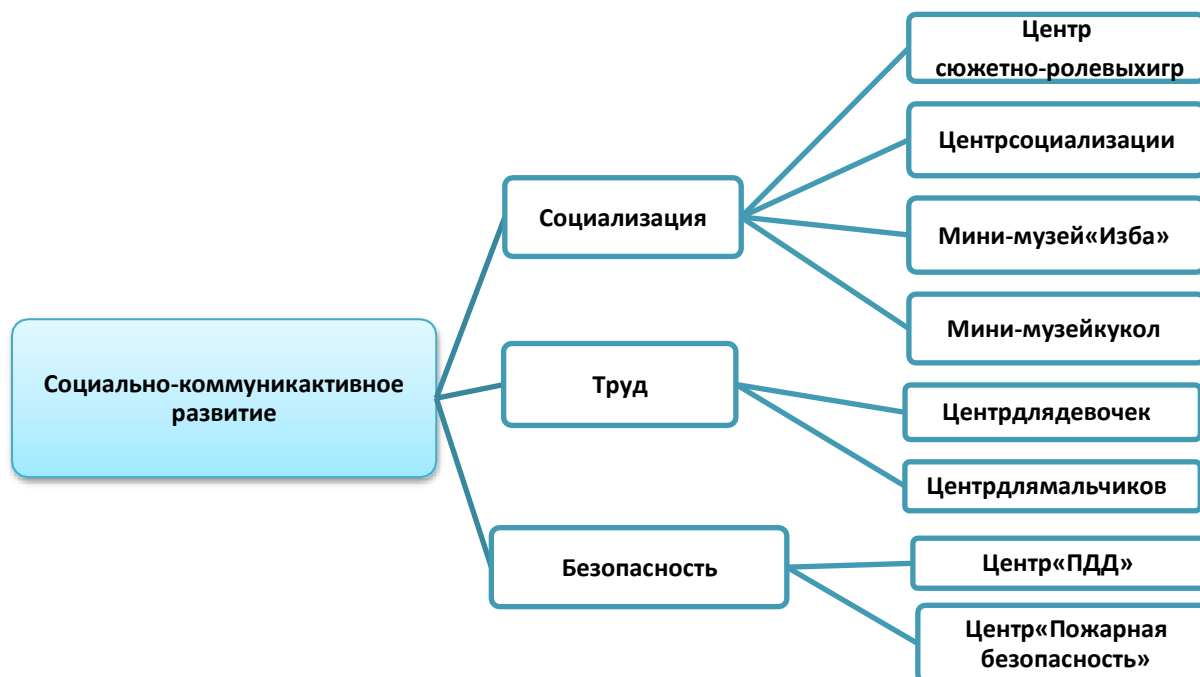 Социально-коммуникактивное
развитие
Социализация
Труд
Безопасность
Центр
сюжетно-ролевыхигр
Центрсоциализации
Мини-музей«Изба»
Мини-музейкукол
Центрдлядевочек
Центрдлямальчиков
Центр«ПДД»
Центр«Пожарная
безопасность»